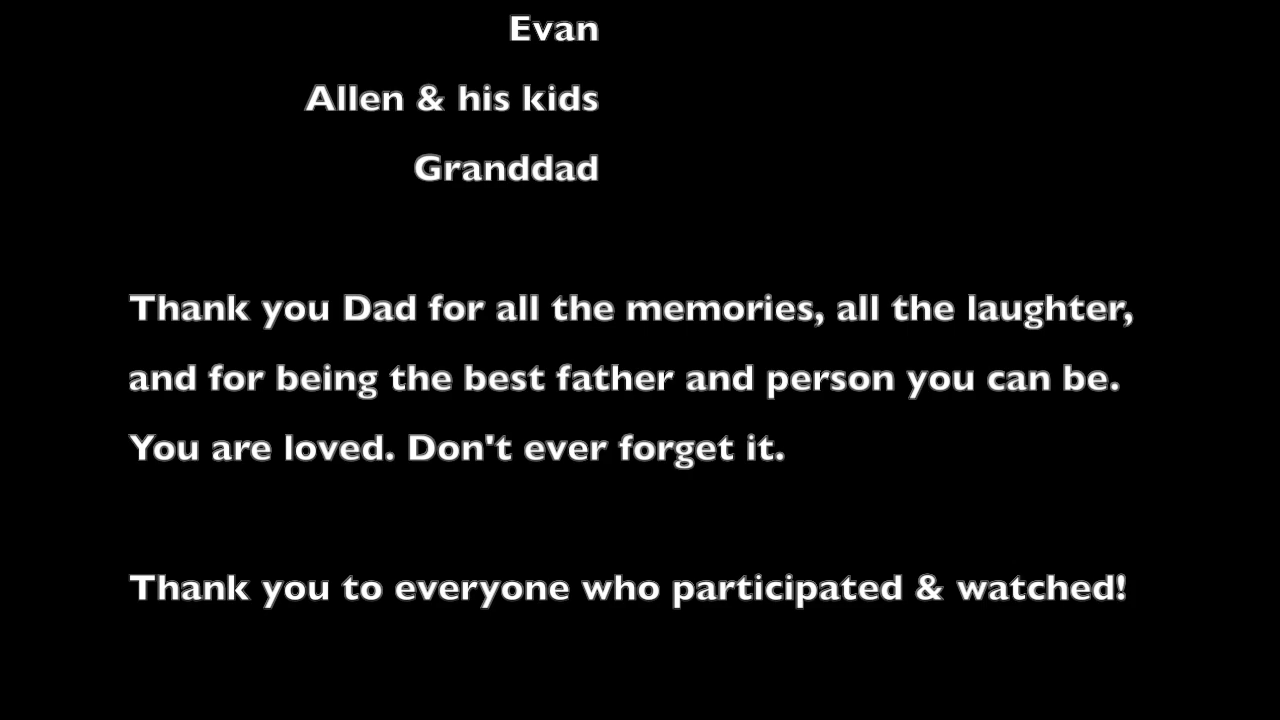 Evan
Allen & his kids
Granddad
Thank you Dad for all the memories, all the laughter,
and for being the best father and person you can be.
You are loved. Don't ever forget it.
Thank you to everyone who participated & watched!